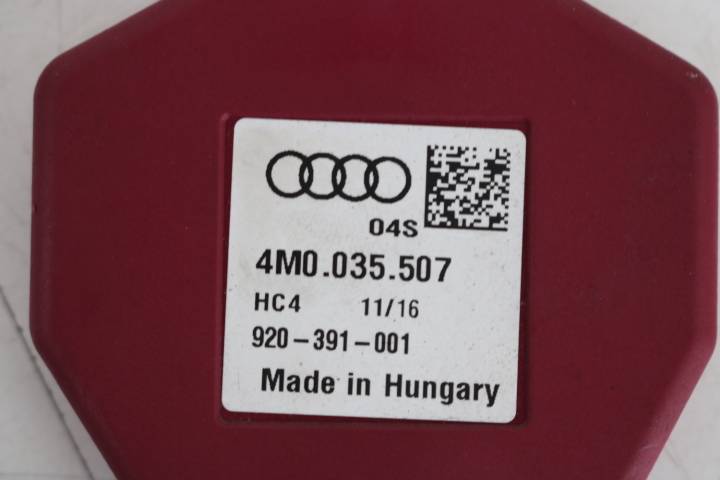 04S
4M0.035.507
HC4 11/16
920-391-001
Made in Hungary